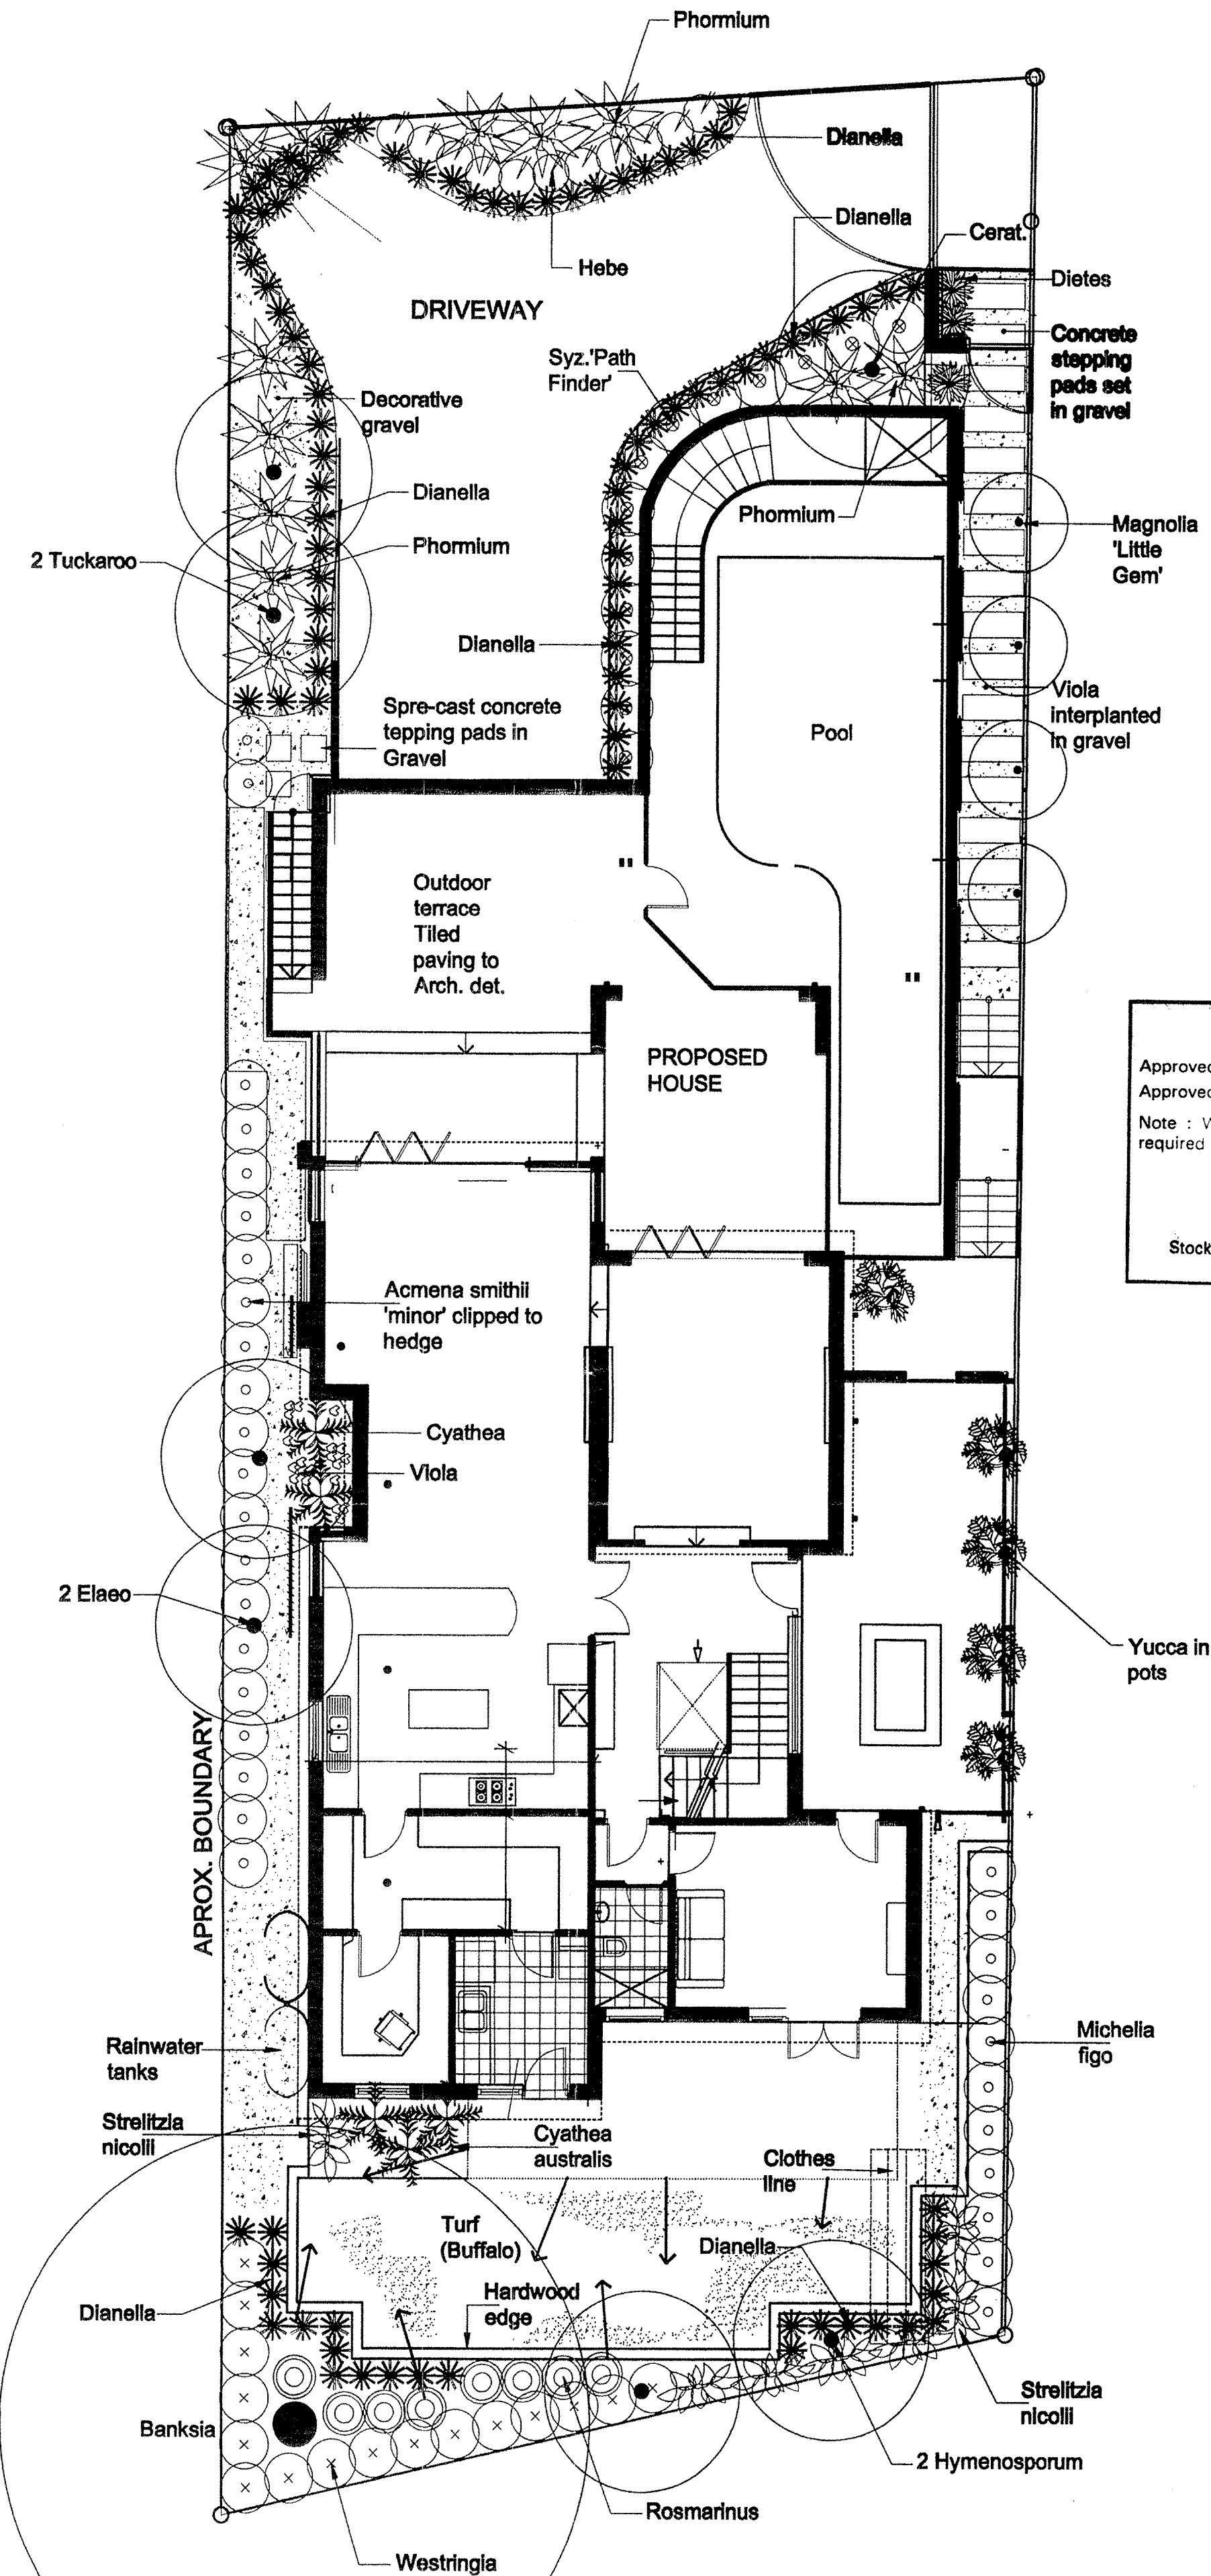 Phormium
Dianella
Dianella
Cerat.
Hebe
Dietes
DRIVEWAY
Concrete
stepping
pads set
in gravel
Syz.'Path
Finder'
Decorative
gravel
Dianella
Phormium
Magnolia
'Little
Gem'
Phormium
2 Tuckaroo
Dianella
Viola
interplanted
in gravel
Spre-cast concrete
tepping pads in
Gravel
Pool
Outdoor
terrace
Tiled
paving to
Arch. det.
PROPOSED
HOUSE
Approved
Approved
Note : W
required
Stock
Acmena smithii
'minor' clipped to
hedge
Cyathea
Viola
2 Elaeo
Yucca in
pots
APROX. BOUNDARY
Rainwater
tanks
Michelia
figo
Strelitzia
nicolii
Cyathea
australis
Clothes
line
Turf
(Buffalo)
Dianella
Hardwood
edge
Dianella
Strelitzia
nicolii
Banksia
2 Hymenosporum
Rosmarinus
Westringia